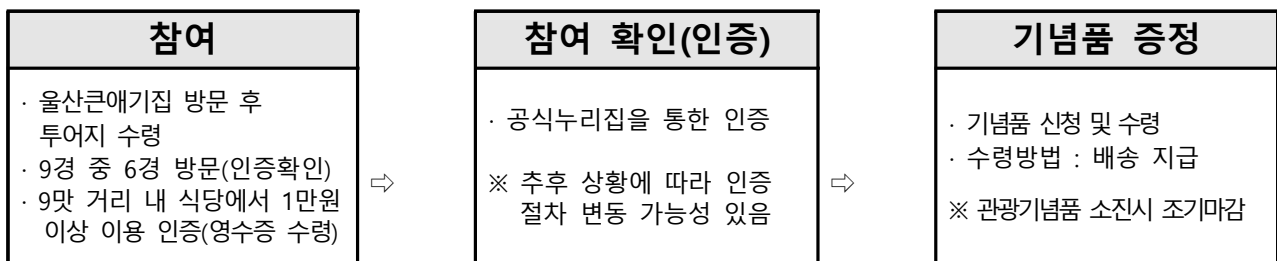 참여
· 울산큰애기집 방문 후
투어지 수령
· 9경 중 6경 방문(인증확인)
· 9맛 거리 내 식당에서 1만원
이상 이용 인증(영수증 수령)
⇨
참여 확인(인증)
· 공식누리집을 통한 인증
※ 추후 상황에 따라 인증
절차 변동 가능성 있음
⇨
기념품 증정
· 기념품 신청 및 수령
· 수령방법 : 배송 지급
※ 관광기념품 소진시 조기마감